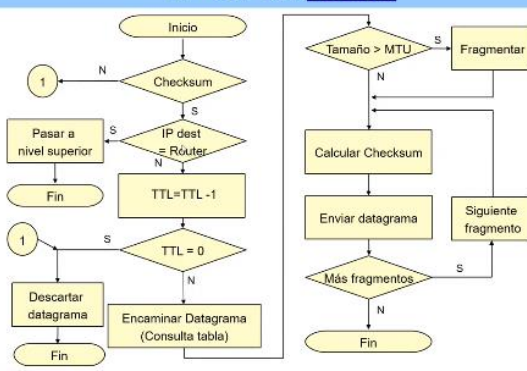 Inicio
N
1
Checksum
S
S
IP dest
= Router
Pasar a
nivel superior
N
Fin
TTL=TTL -1
1
S
TTL = 0
N
Descartar
datagrama
Encaminar Datagrama
(Consulta tabla)
Fin
Tamaño > MTU
S
Fragmentar
N
Calcular Checksum
Enviar datagrama
Siguiente
fragmento
Más fragmentos
S
N
Fin